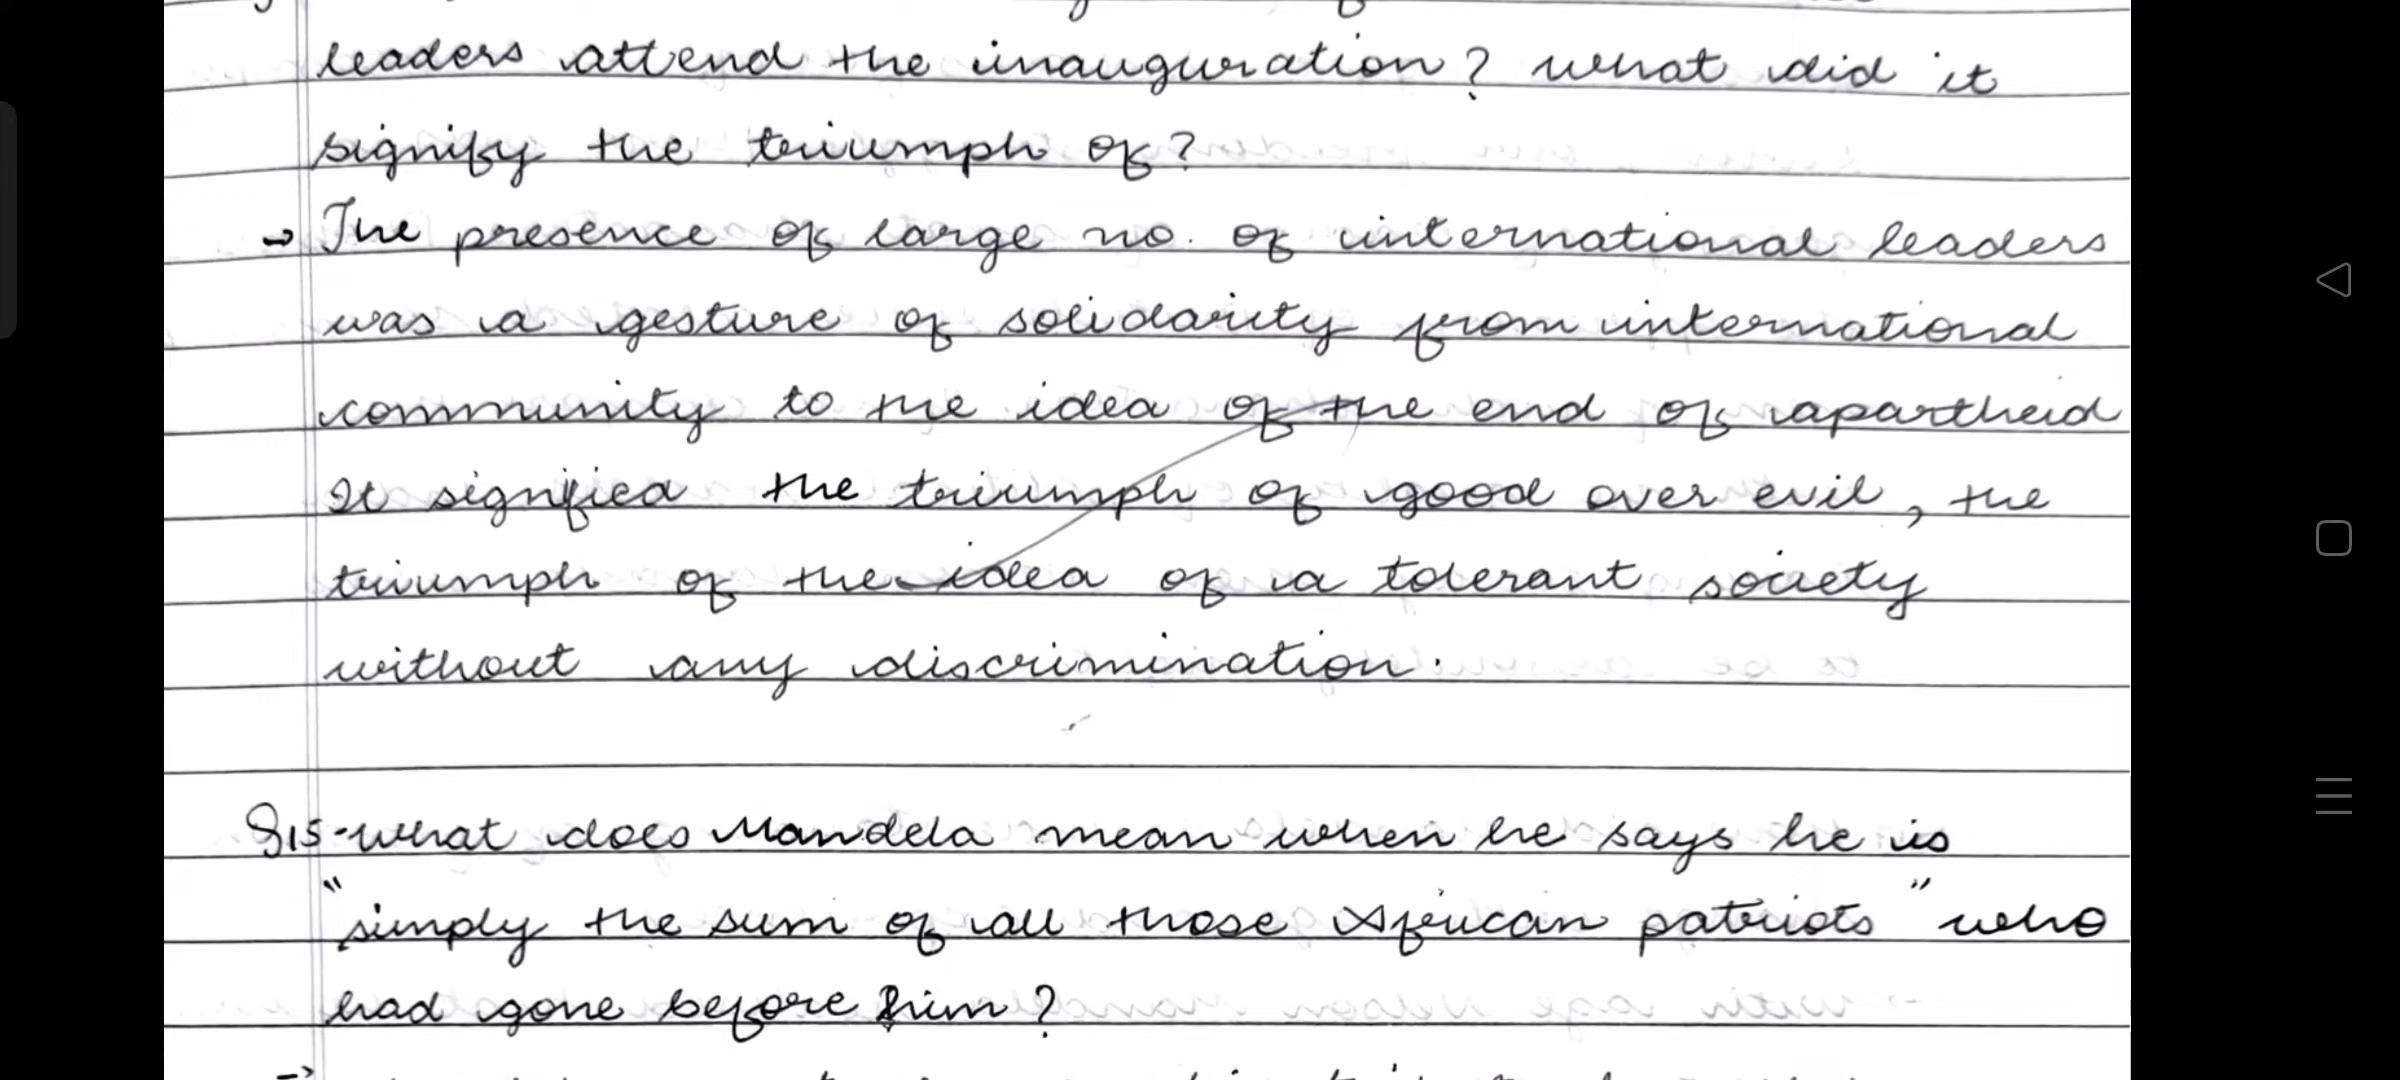 leaders attend the inauguration? what did it
signify the triumph of?
→ The presence of large no. of international leaders
was a gesture of solidarity from international
community to the idea of the end of apartheid
It signified the triumph of good over evil, the
triumph of the idea of a tolerant society
without any discrimination.
Q15-what does Mandela mean when he says he is
"simply the sum of all those African patriots" who
had gone before him?
→